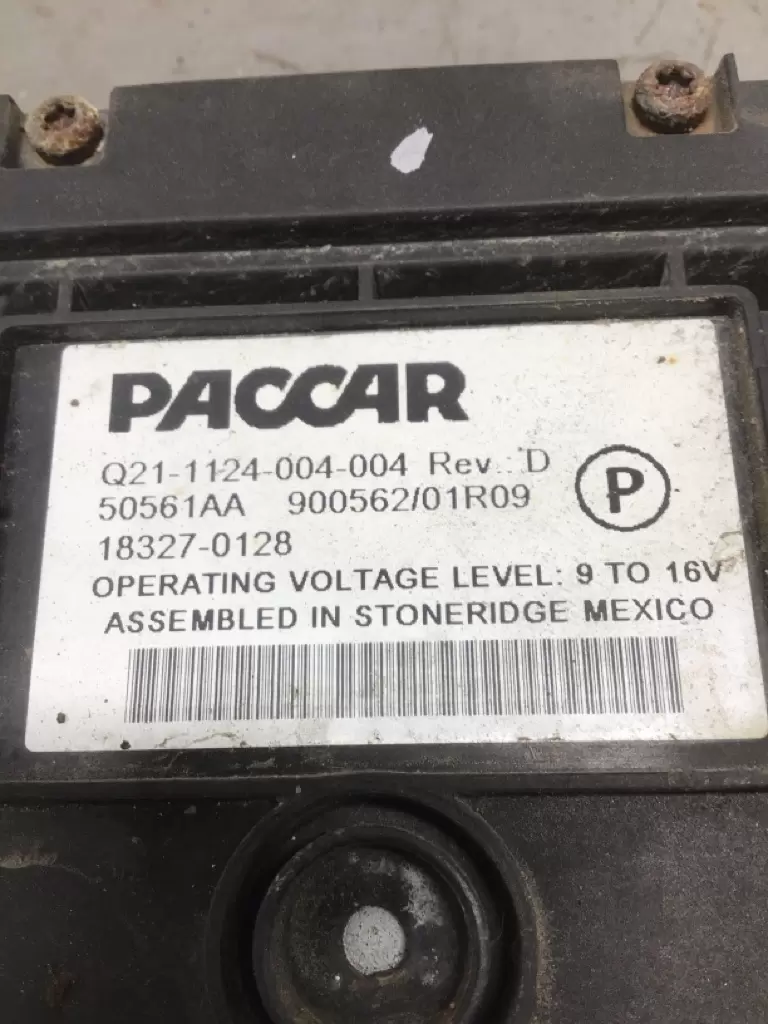 PACCAR
Q21-1124-004-004 Rev.: D
50561AA 900562/01R09
P
18327-0128
OPERATING VOLTAGE LEVEL: 9 TO 16V
ASSEMBLED IN STONERIDGE MEXICO